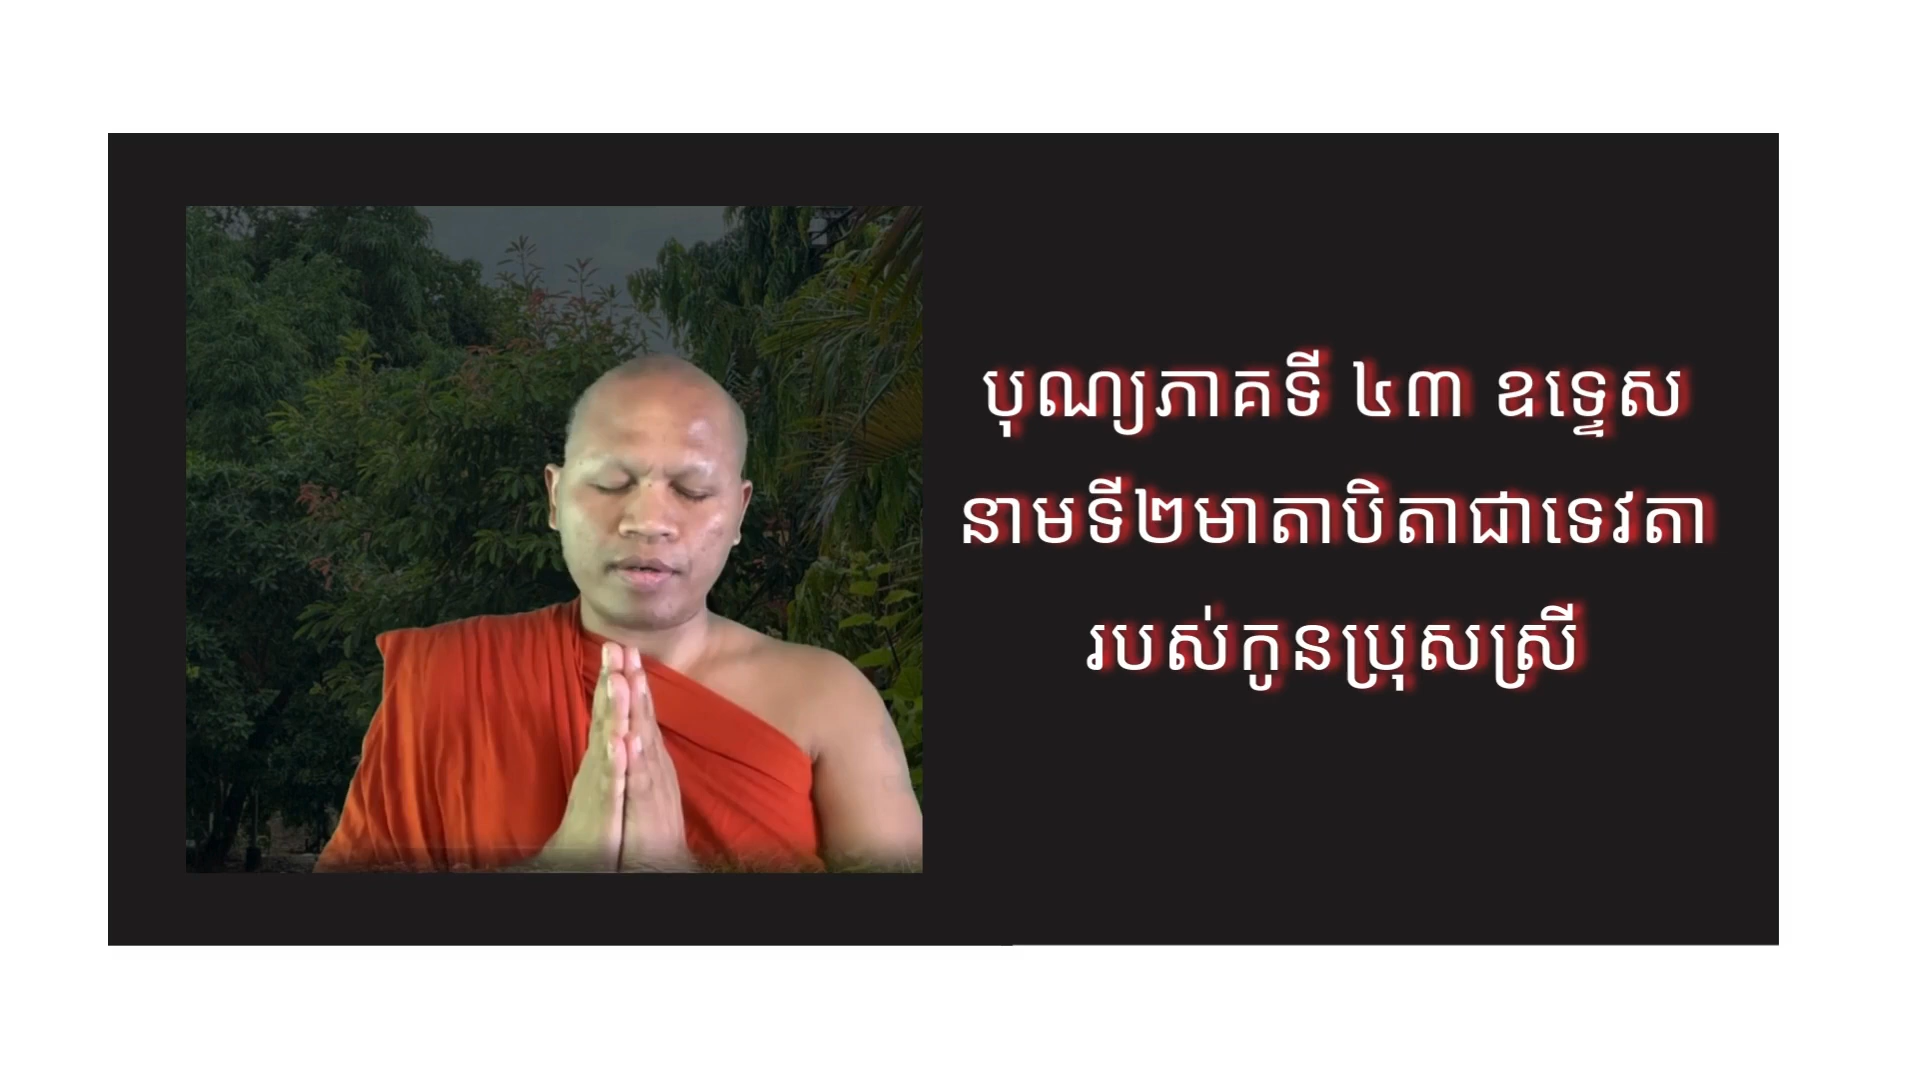 បុណ្យភាគទី ៤៣ ឧទ្ទេស
នាមទី២មាតាបិតាជាទេវតា
របស់កូនប្រុសស្រី